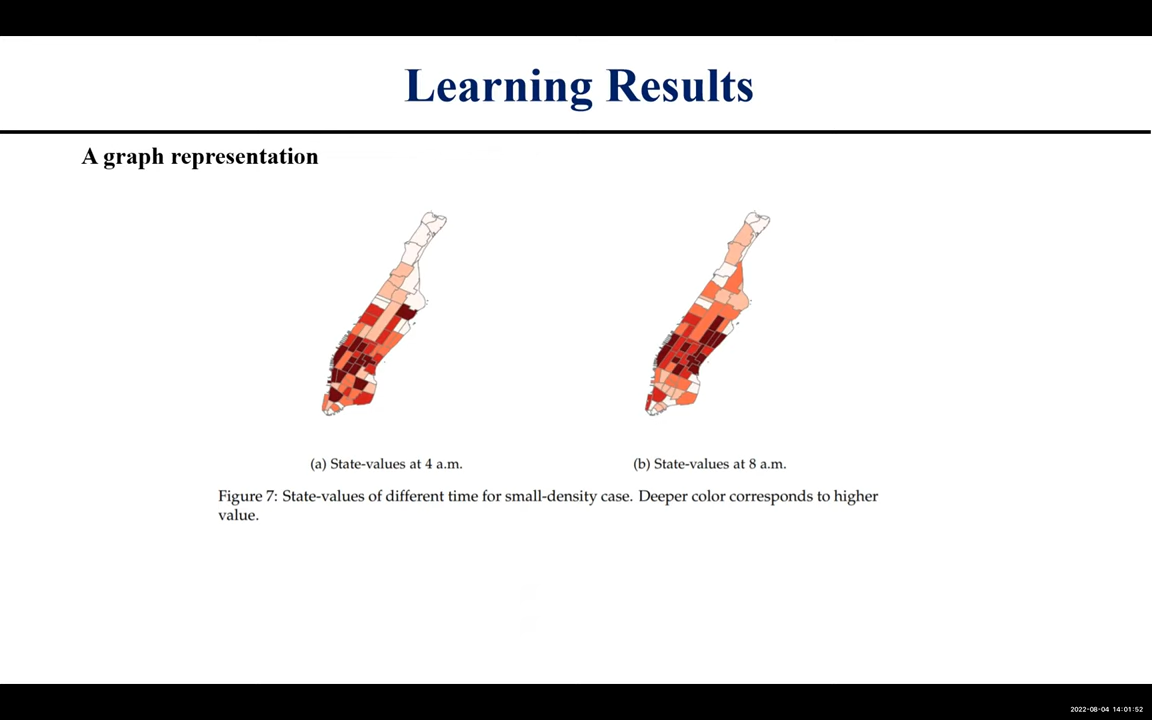 Learning Results
A graph representation
(a) State-values at 4 a.m.
(b) State-values at 8 a.m.
Figure 7: State-values of different time for small-density case. Deeper color corresponds to higher
value.
2022-08-04 14:01:52